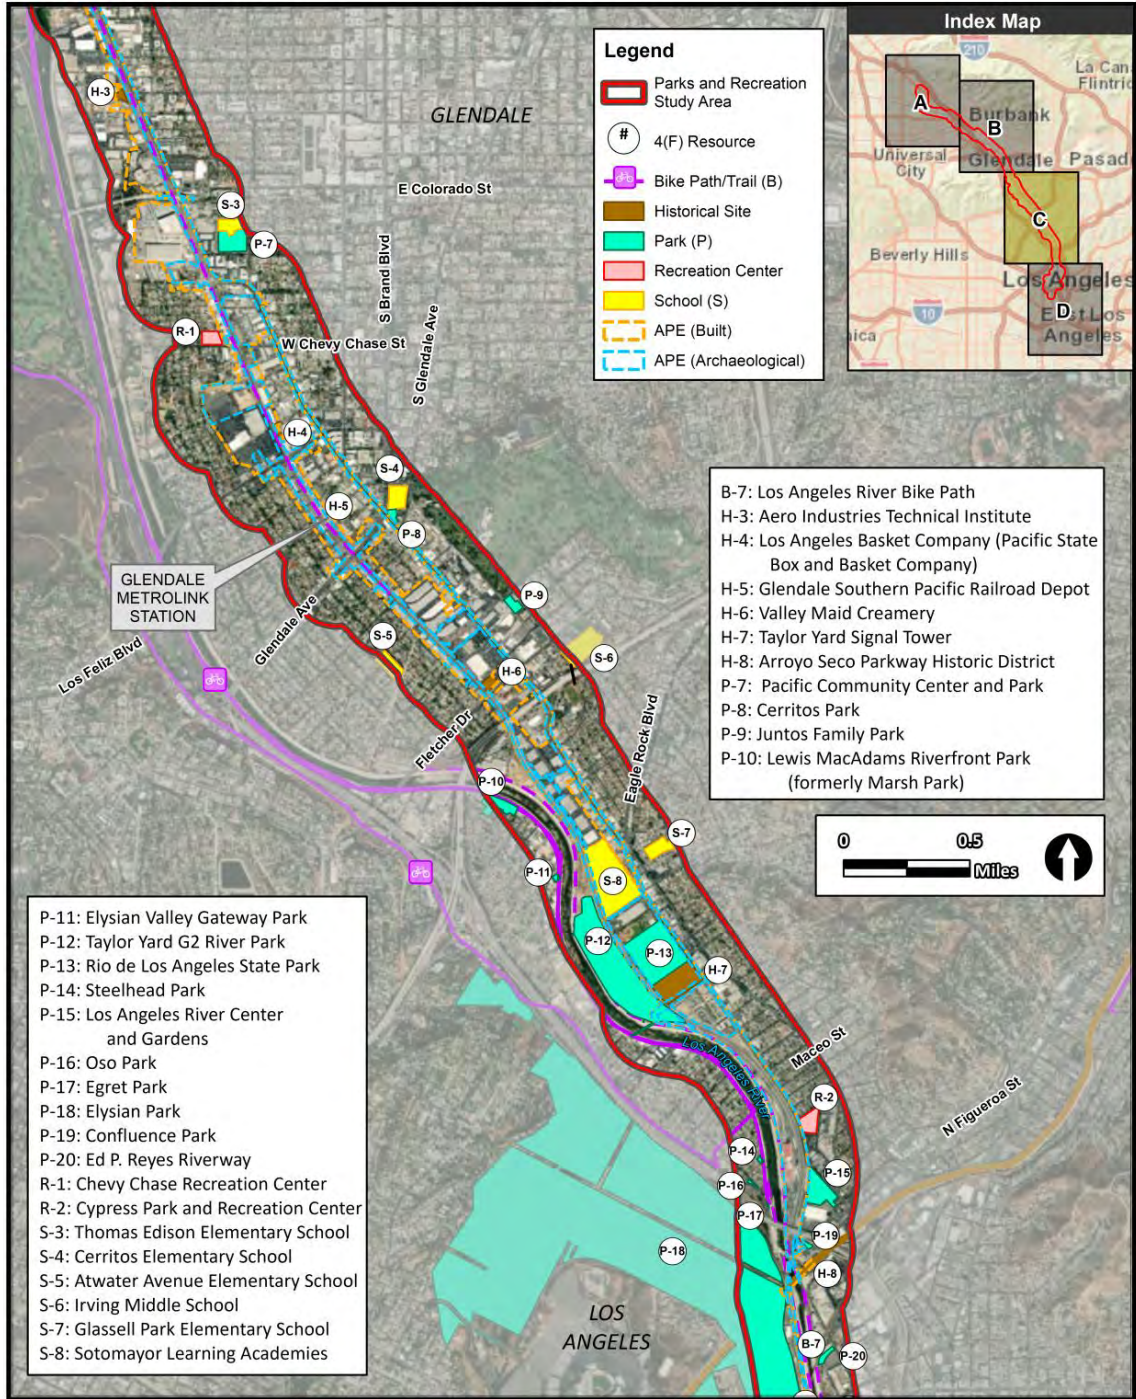 Index Map
210
La Can
Flintric
A
Burbank
B
Universal
City
Glendale
Pasad
C
Beverly Hills
Los Angeles
10
D
East Los
Angeles
ica
Legend
Parks and Recreation
Study Area
#
4(F) Resource
Bike Path/Trail (B)
Historical Site
Park (P)
Recreation Center
School (S)
APE (Built)
APE (Archaeological)
H-3
GLENDALE
E Colorado St
S-3
P-7
S Brand Blvd
R-1
W Chevy Chase St
S Glendale Ave
H-4
S-4
H-5
P-8
GLENDALE
METROLINK
STATION
P-9
Glendale Ave
S-5
S-6
Los Feliz Blvd
H-6
Fletcher Dr
Eagle Rock Blvd
P-10
S-7
P-11
S-8
P-12
P-13
H-7
Los Angeles River
Maceo St
R-2
N Figueroa St
P-14
P-15
P-16
P-17
P-19
P-18
H-8
LOS
ANGELES
B-7
P-20
B-7: Los Angeles River Bike Path
H-3: Aero Industries Technical Institute
H-4: Los Angeles Basket Company (Pacific State
Box and Basket Company)
H-5: Glendale Southern Pacific Railroad Depot
H-6: Valley Maid Creamery
H-7: Taylor Yard Signal Tower
H-8: Arroyo Seco Parkway Historic District
P-7: Pacific Community Center and Park
P-8: Cerritos Park
P-9: Juntos Family Park
P-10: Lewis MacAdams Riverfront Park
(formerly Marsh Park)
0
0.5
Miles
P-11: Elysian Valley Gateway Park
P-12: Taylor Yard G2 River Park
P-13: Rio de Los Angeles State Park
P-14: Steelhead Park
P-15: Los Angeles River Center
and Gardens
P-16: Oso Park
P-17: Egret Park
P-18: Elysian Park
P-19: Confluence Park
P-20: Ed P. Reyes Riverway
R-1: Chevy Chase Recreation Center
R-2: Cypress Park and Recreation Center
S-3: Thomas Edison Elementary School
S-4: Cerritos Elementary School
S-5: Atwater Avenue Elementary School
S-6: Irving Middle School
S-7: Glassell Park Elementary School
S-8: Sotomayor Learning Academies